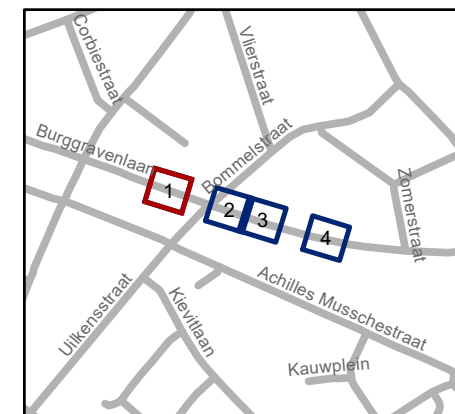 Corbiestraat
Vlierstraat
Burggravenlaan
Bommelstraat
1
2
3
4
Zomerstraat
Uilkensstraat
Kievitlaan
Achilles Musschestraat
Kauwplein